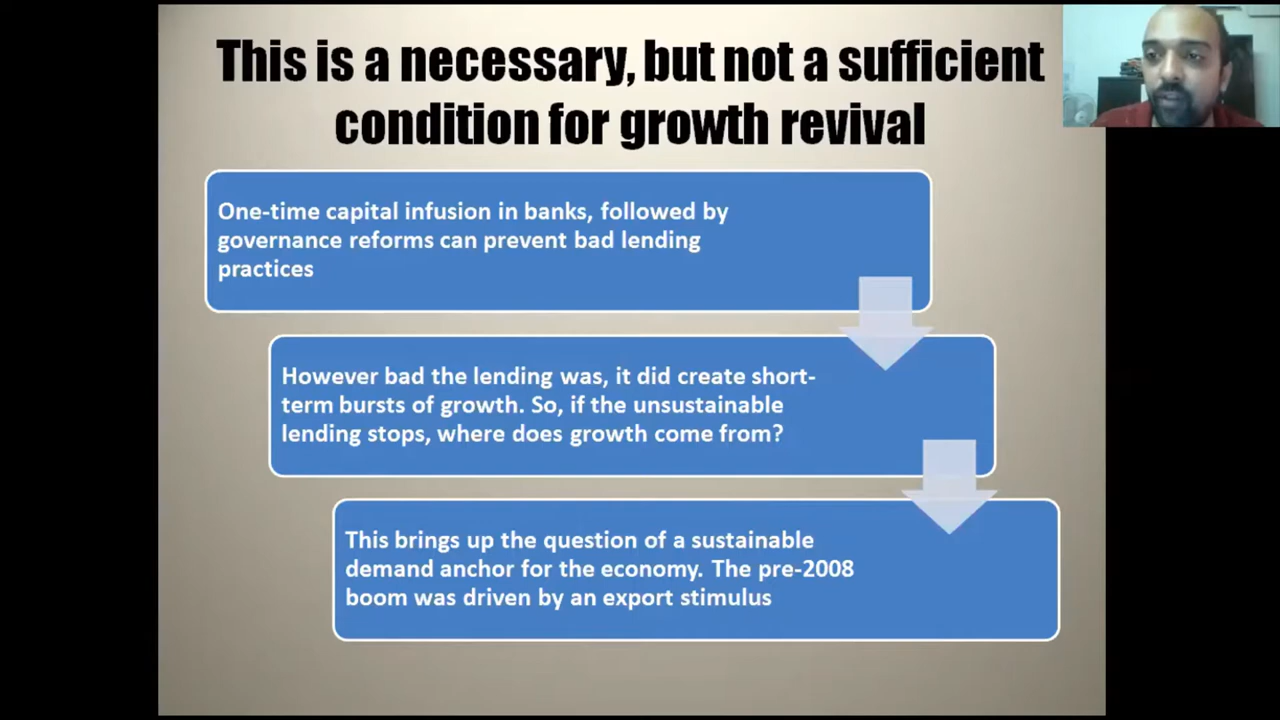 This is a necessary, but not a sufficient
condition for growth revival
One-time capital infusion in banks, followed by
governance reforms can prevent bad lending
practices
However bad the lending was, it did create short-
term bursts of growth. So, if the unsustainable
lending stops, where does growth come from?
This brings up the question of a sustainable
demand anchor for the economy. The pre-2008
boom was driven by an export stimulus